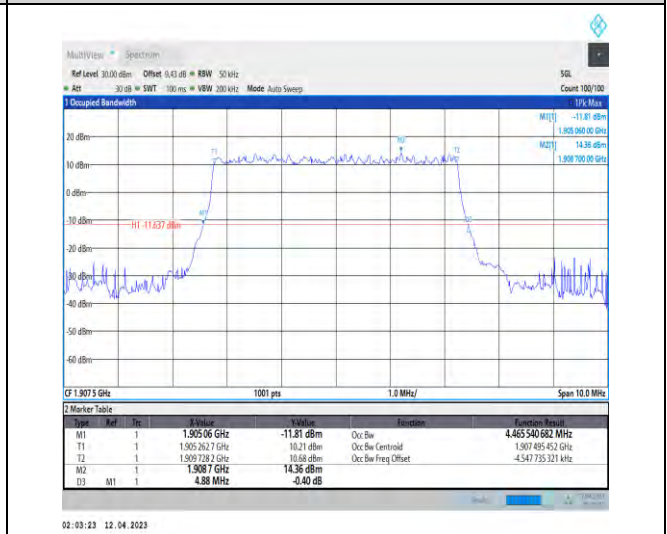 MultiView Spectrum
Ref Level 30.00 dBm Offset 9.43 dB RBW 50 kHz SGL
Att 30 dB SWT 100 ms VBW 200 kHz Mode Auto Sweep Count 100/100
1 Occupied Bandwidth 1Pk Max
M1[1] -11.81 dBm
1.905 060 00 GHz
M2[1] 14.36 dBm
1.908 700 00 GHz
20 dBm
M2
T1 T2
10 dBm
0 dBm
M1
-10 dBm
H1 -11.637 dBm
-20 dBm
-30 dBm
-40 dBm
-50 dBm
-60 dBm
CF 1.9075 GHz 1001 pts 1.0 MHz/ Span 10.0 MHz
2 Marker Table
Type Ref Trc X-Value Y-Value Function Function Result
M1 1 1.90506 GHz -11.81 dBm Occ Bw 4.465 540 682 MHz
T1 1 1.905 262 7 GHz 10.21 dBm Occ Bw Centroid 1.907 495 452 GHz
T2 1 1.909 728 2 GHz 10.68 dBm Occ Bw Freq Offset -4.547 735 321 kHz
M2 1 1.908 7 GHz 14.36 dBm
D3 M1 1 4.88 MHz -0.40 dB
02:03:23 12.04.2023